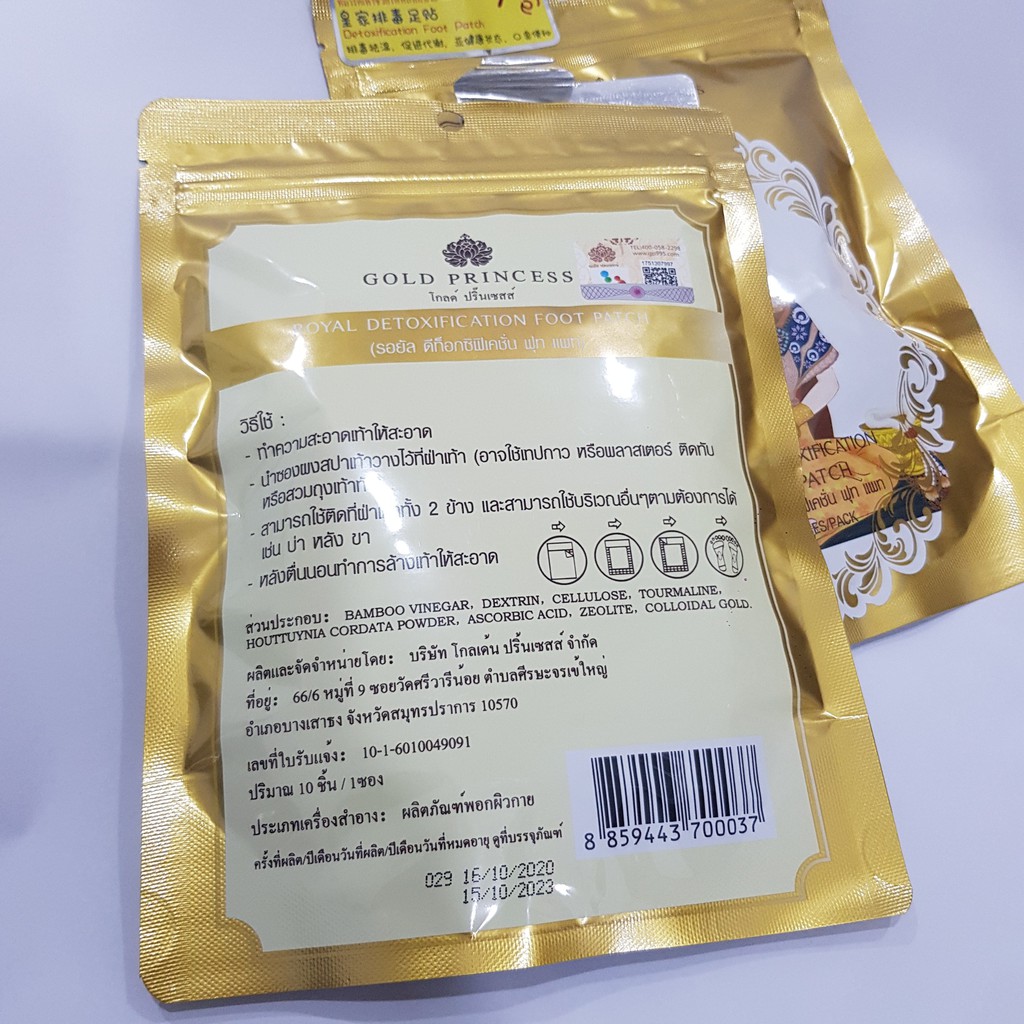 皇家排毒足贴
Detoxification Foot Patch
GOLD PRINCESS
โกลด์ ปริ๊นเซสส์
TEL:400-058-2298
1791307997
ROYAL DETOXIFICATION FOOT PATCH
(รอยัล ดีท็อกซิฟิเคชั่น ฟุท แพท)
วิธีใช้ :
- ทำความสะอาดเท้าให้สะอาด
- นำซองผงสปาเท้าวางไว้ที่ฝ่าเท้า (อาจใช้เทปกาว หรือพลาสเตอร์ ติดทับ
หรือสวมถุงเท้า
- สามารถใช้ติดที่ฝ่าเท้าทั้ง 2 ข้าง และสามารถใช้บริเวณอื่นๆตามต้องการได้
เช่น บ่า หลัง ขา
- หลังตื่นนอนทำการล้างเท้าให้สะอาด
ส่วนประกอบ: BAMBOO VINEGAR, DEXTRIN, CELLULOSE, TOURMALINE,
HOUTTUYNIA CORDATA POWDER, ASCORBIC ACID, ZEOLITE, COLLOIDAL GOLD.
ผลิตและจัดจำหน่ายโดย: บริษัท โกลเด้น ปริ้นเซสส์ จำกัด
ที่อยู่: 66/6 หมู่ที่ 9 ซอยวัดศรีวารีน้อย ตำบลศีรษะจรเข้ใหญ่
อำเภอบางเสาธง จังหวัดสมุทรปราการ 10570
เลขที่ใบรับแจ้ง: 10-1-6010049091
ปริมาณ 10 ชิ้น / 1ซอง
ประเภทเครื่องสำอาง: ผลิตภัณฑ์พอกผิวกาย
ครั้งที่ผลิต/ปีเดือนวันที่ผลิต/ปีเดือนวันที่หมดอายุ ดูที่บรรจุภัณฑ์
029 16/10/2020
15/10/2023
8 859443 700037
XIFICATION
PATCH
เคชั่น ฟุท แพท)
ES/PACK